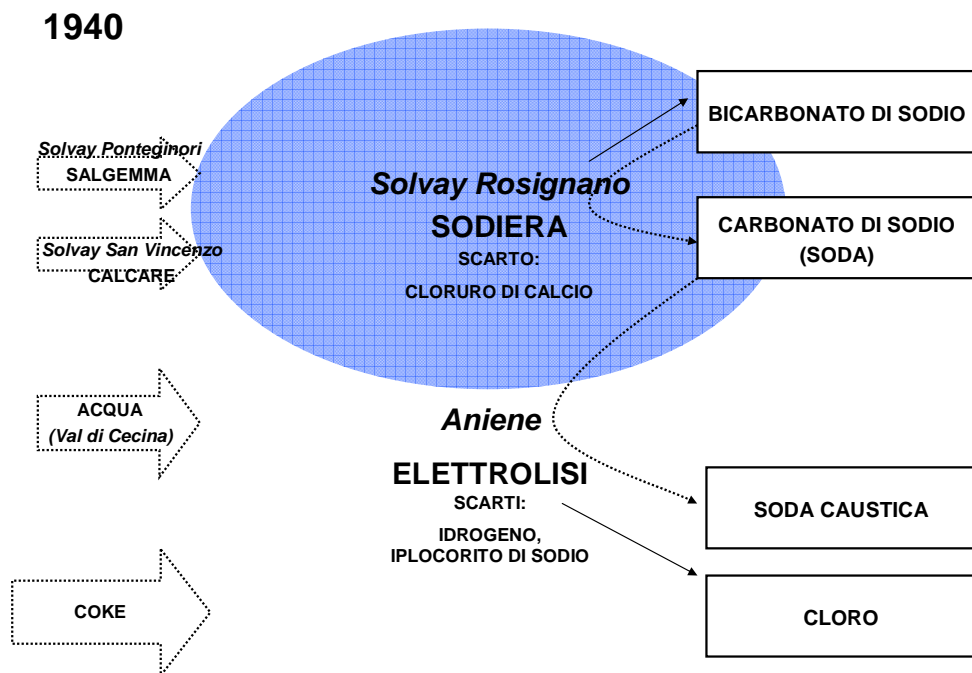 1940
Solvay Ponteginori
SALGEMMA
Solvay San Vincenzo
CALCARE
ACQUA
(Val di Cecina)
COKE
Solvay Rosignano
SODIERA
SCARTO:
CLORURO DI CALCIO
Aniene
ELETTROLISI
SCARTI:
IDROGENO,
IPLOCORITO DI SODIO
BICARBONATO DI SODIO
CARBONATO DI SODIO
(SODA)
SODA CAUSTICA
CLORO